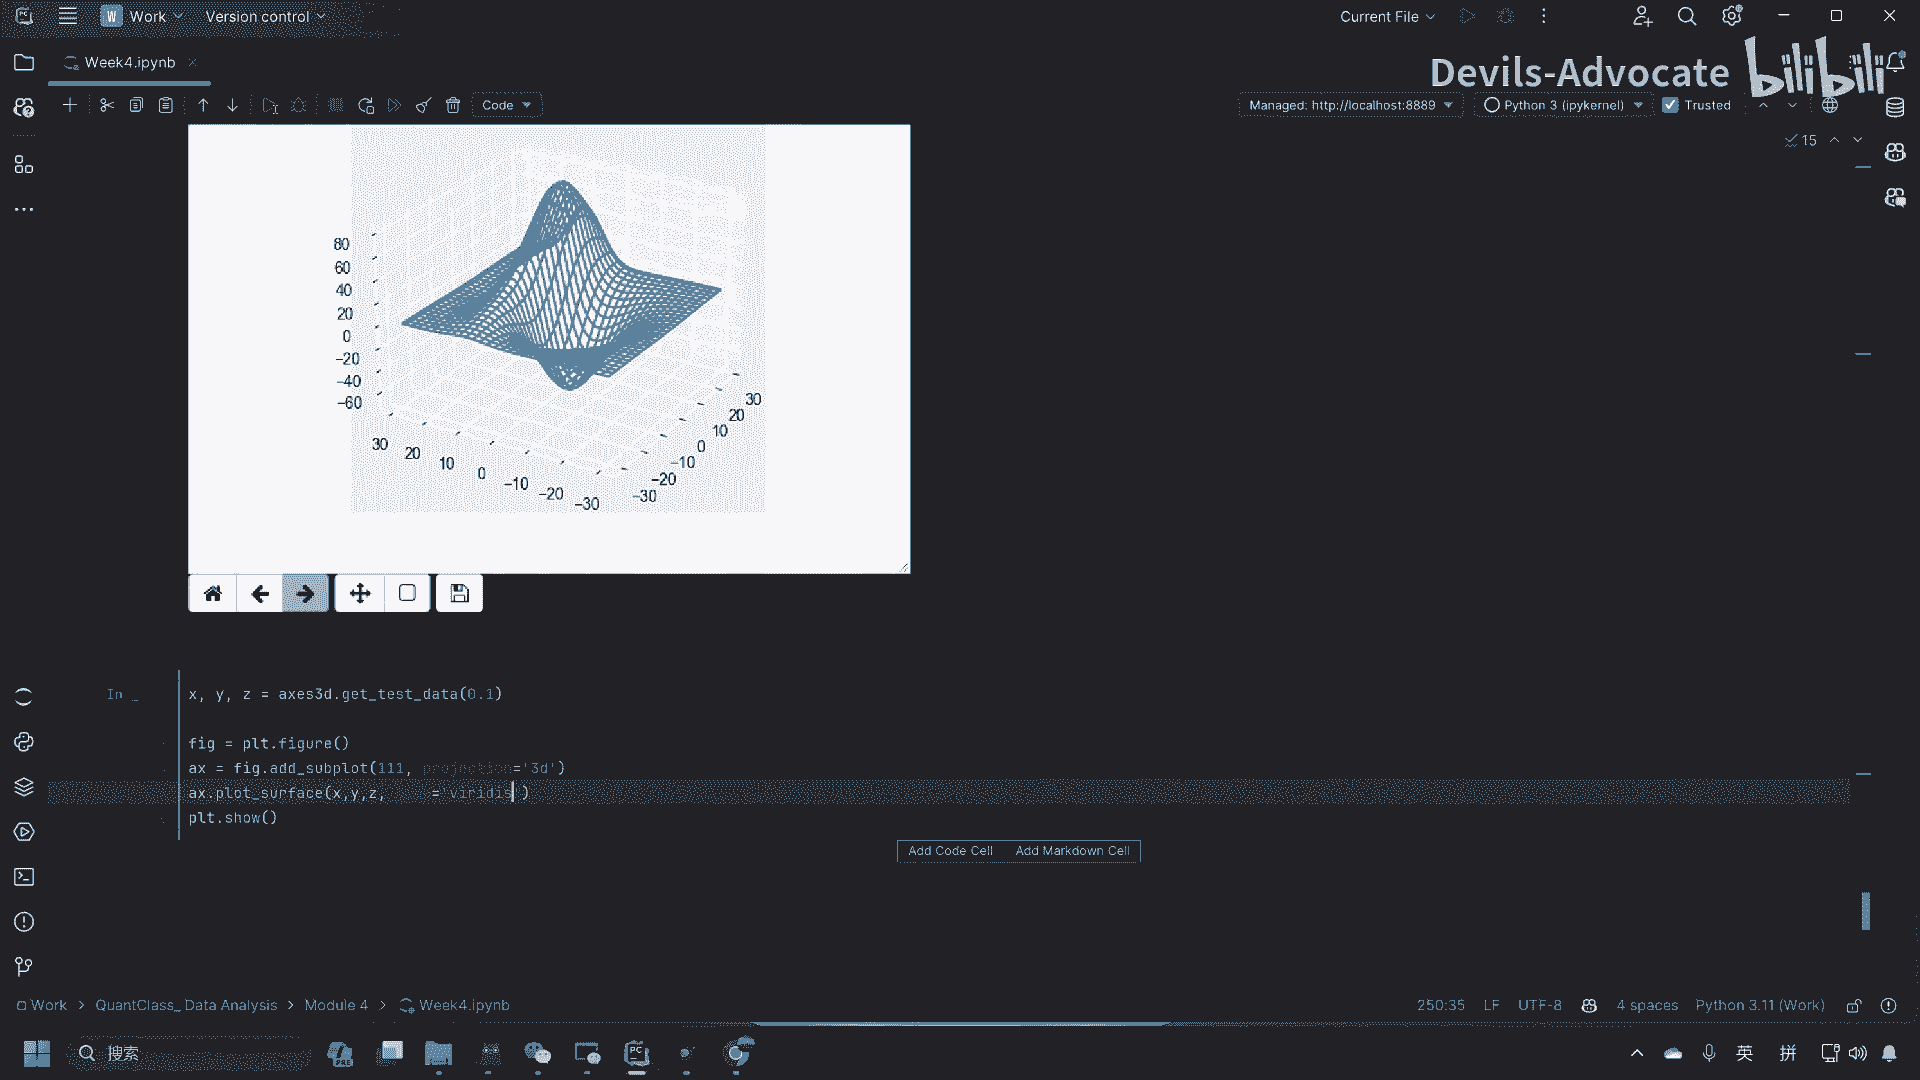 W Work Version control Current File
Week4.ipynb
Devils-Advocate bilibili
Code Managed: http://localhost:8889 Python 3 (ipykernel) Trusted
15
80
60
40
20
0
−20
−40
−60
30 20 10 0 −10 −20 −30
−30 −20 −10 0 10 20 30
In _
x, y, z = axes3d.get_test_data(0.1)
fig = plt.figure()
ax = fig.add_subplot(111, projection='3d')
ax.plot_surface(x,y,z, ='viridis')
plt.show()
Add Code Cell Add Markdown Cell
Work > QuantClass_ Data Analysis > Module 4 > Week4.ipynb
250:35 LF UTF-8 4 spaces Python 3.11 (Work)
搜索
英 拼